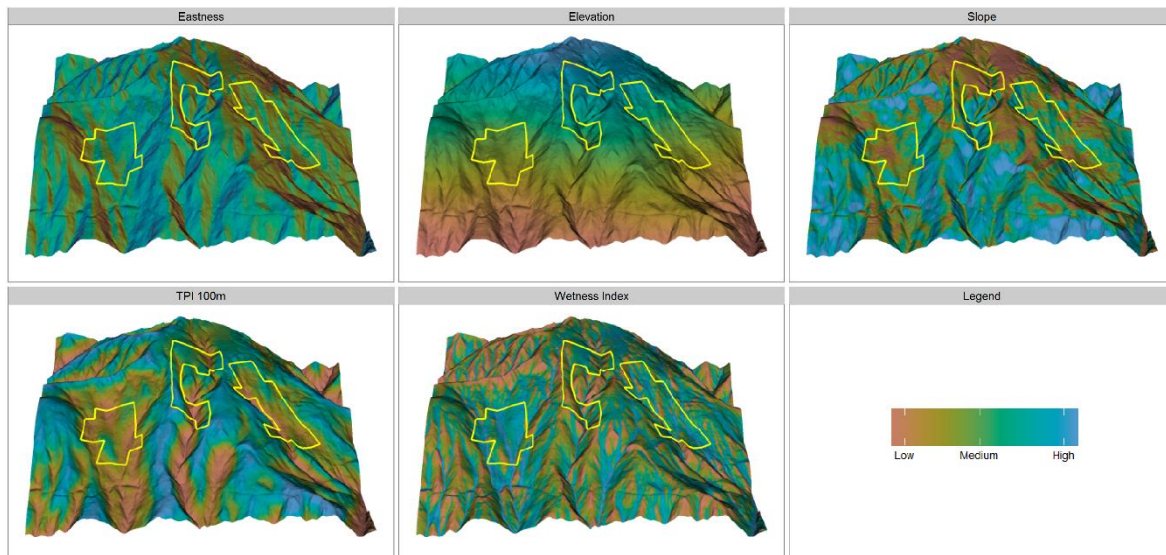 Eastness
Elevation
Slope
TPI 100m
Wetness Index
Legend
Low Medium High